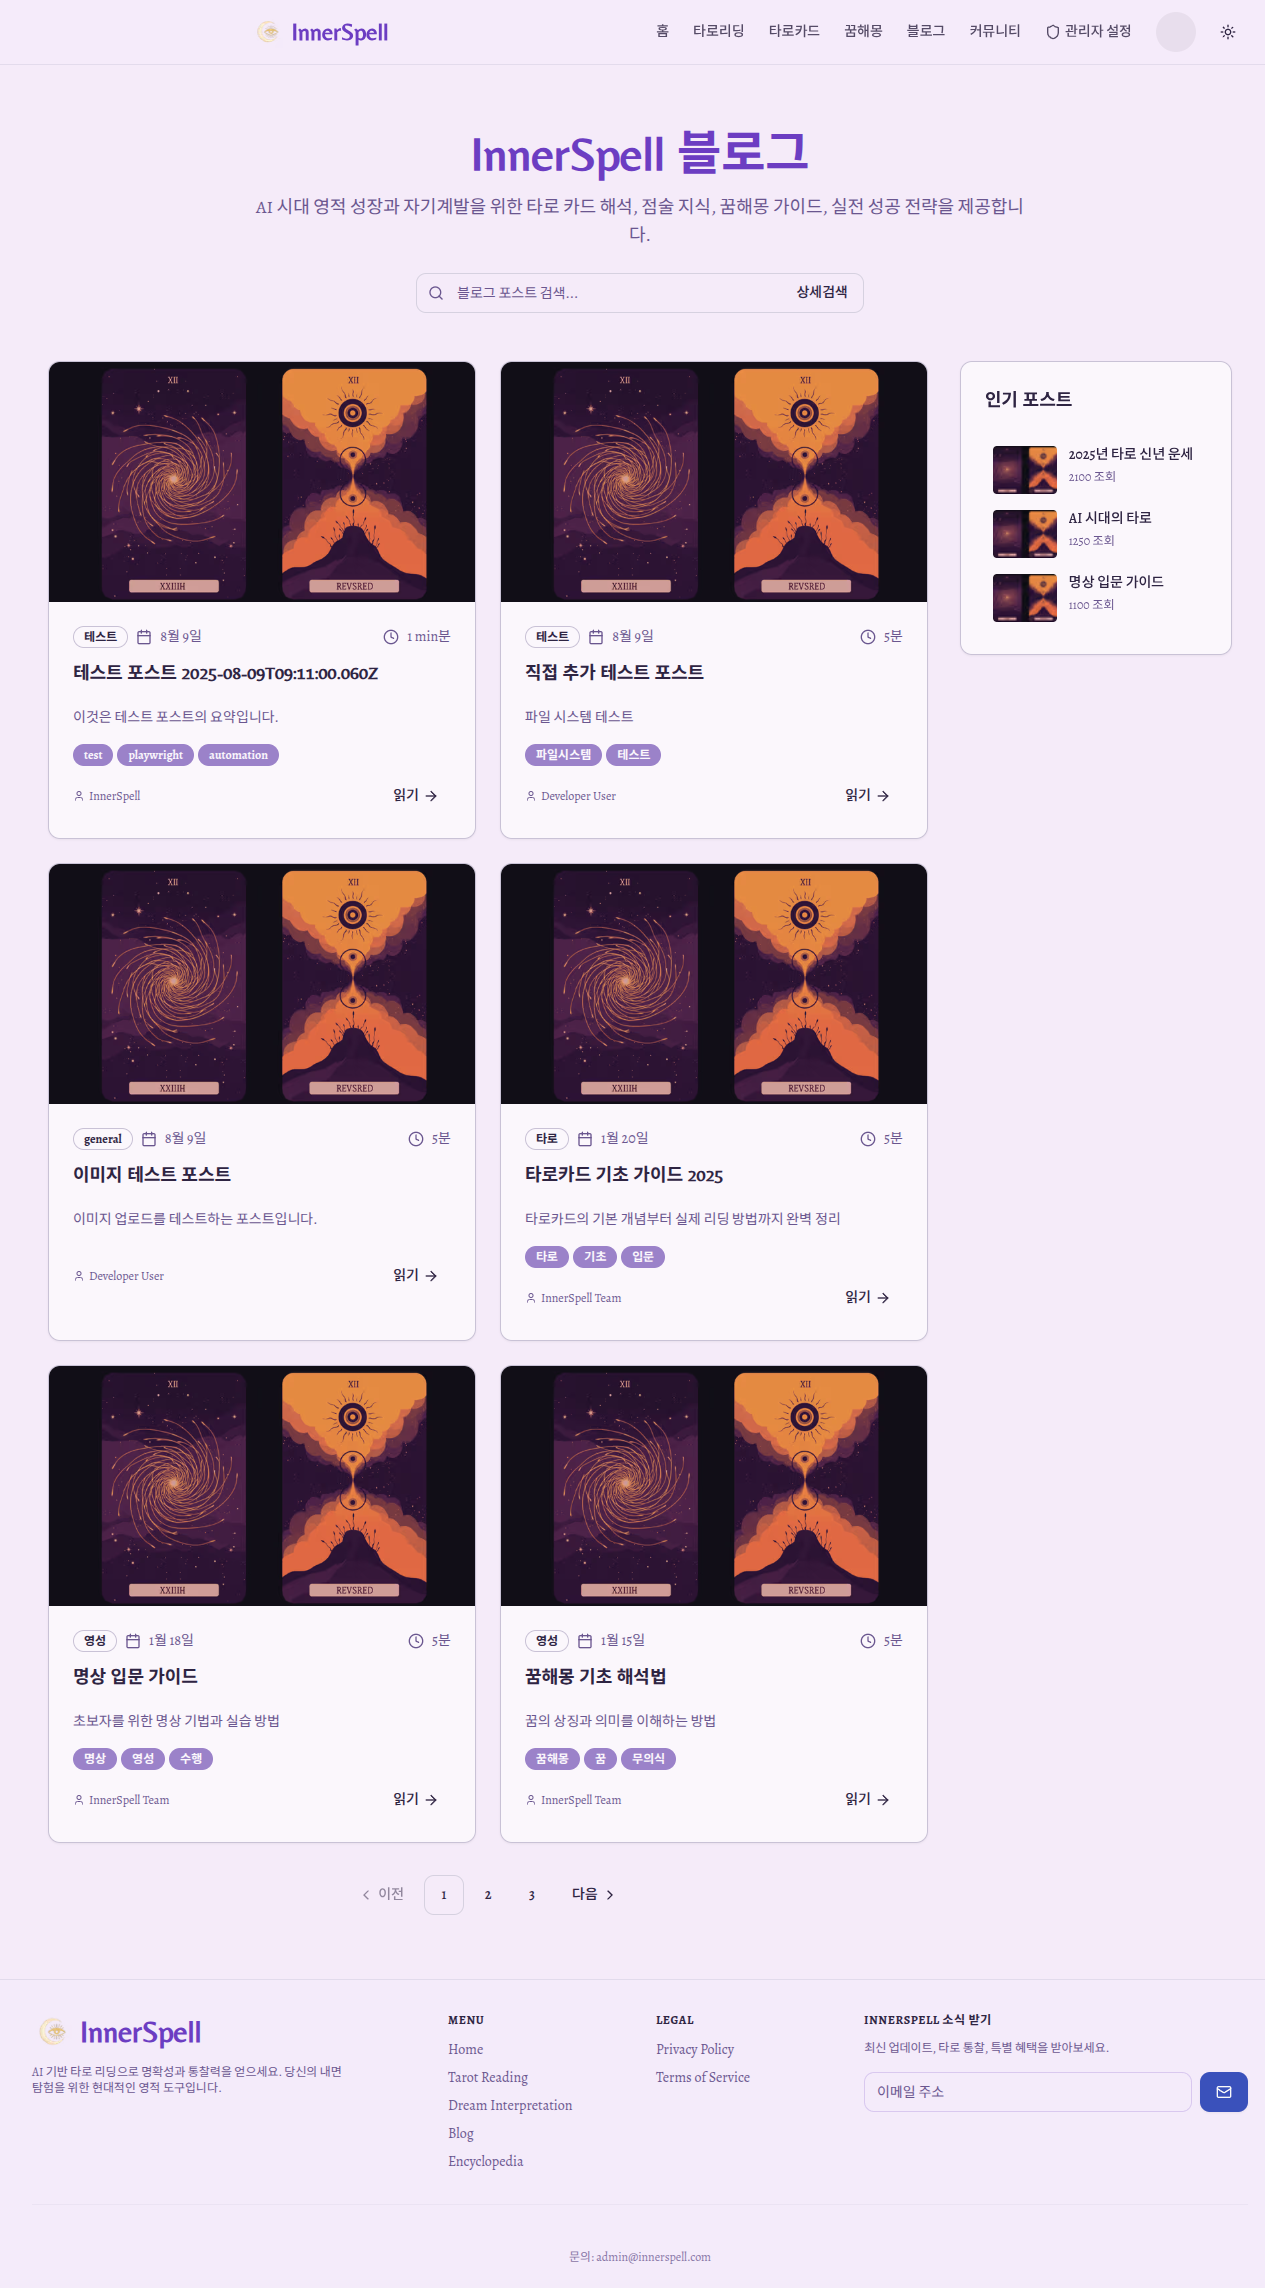 InnerSpell
홈
타로리딩
타로카드
꿈해몽
블로그
커뮤니티
관리자 설정
InnerSpell 블로그
AI 시대 영적 성장과 자기계발을 위한 타로 카드 해석, 점술 지식, 꿈해몽 가이드, 실전 성공 전략을 제공합니
다.
블로그 포스트 검색...
상세검색
XII
XII
XXIIIH
REVSRED
테스트
8월 9일
1 min분
테스트 포스트 2025-08-09T09:11:00.060Z
이것은 테스트 포스트의 요약입니다.
test
playwright
automation
InnerSpell
읽기
XII
XII
XXIIIH
REVSRED
테스트
8월 9일
5분
직접 추가 테스트 포스트
파일 시스템 테스트
파일시스템
테스트
Developer User
읽기
인기 포스트
2025년 타로 신년 운세
2100 조회
AI 시대의 타로
1250 조회
명상 입문 가이드
1100 조회
XII
XII
XXIIIH
REVSRED
general
8월 9일
5분
이미지 테스트 포스트
이미지 업로드를 테스트하는 포스트입니다.
Developer User
읽기
XII
XII
XXIIIH
REVSRED
타로
1월 20일
5분
타로카드 기초 가이드 2025
타로카드의 기본 개념부터 실제 리딩 방법까지 완벽 정리
타로
기초
입문
InnerSpell Team
읽기
XII
XII
XXIIIH
REVSRED
영성
1월 18일
5분
명상 입문 가이드
초보자를 위한 명상 기법과 실습 방법
명상
영성
수행
InnerSpell Team
읽기
XII
XII
XXIIIH
REVSRED
영성
1월 15일
5분
꿈해몽 기초 해석법
꿈의 상징과 의미를 이해하는 방법
꿈해몽
꿈
무의식
InnerSpell Team
읽기
이전
1
2
3
다음
InnerSpell
AI 기반 타로 리딩으로 명확성과 통찰력을 얻으세요. 당신의 내면
탐험을 위한 현대적인 영적 도구입니다.
MENU
Home
Tarot Reading
Dream Interpretation
Blog
Encyclopedia
LEGAL
Privacy Policy
Terms of Service
INNERSPELL 소식 받기
최신 업데이트, 타로 통찰, 특별 혜택을 받아보세요.
이메일 주소
문의: admin@innerspell.com